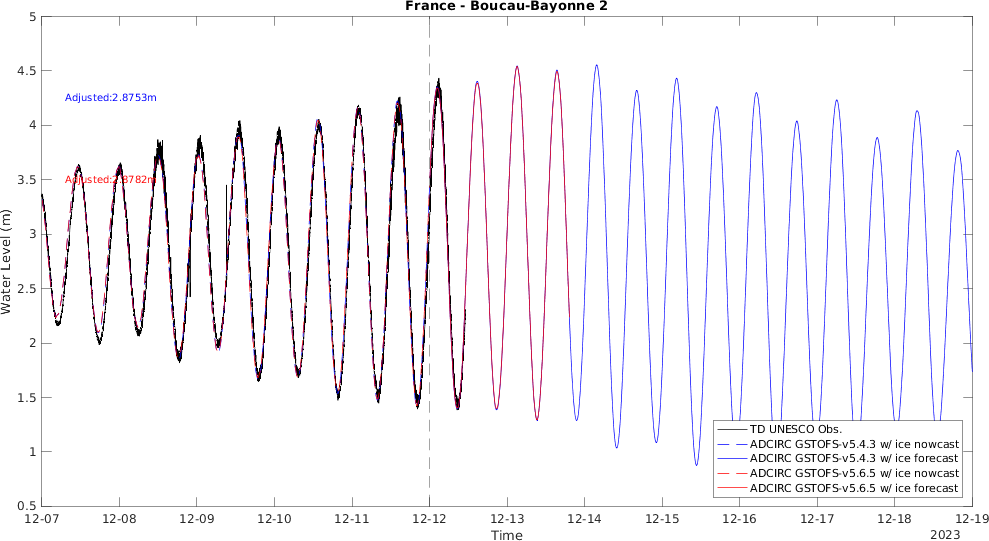 France - Boucau-Bayonne 2
5
4.5
4
3.5
3
2.5
2
1.5
1
0.5
Water Level (m)
Adjusted:2.8753m
Adjusted:2.8782m
TD UNESCO Obs.
ADCIRC GSTOFS-v5.4.3 w/ ice nowcast
ADCIRC GSTOFS-v5.4.3 w/ ice forecast
ADCIRC GSTOFS-v5.6.5 w/ ice nowcast
ADCIRC GSTOFS-v5.6.5 w/ ice forecast
12-07 12-08 12-09 12-10 12-11 12-12 12-13 12-14 12-15 12-16 12-17 12-18 12-19
Time
2023